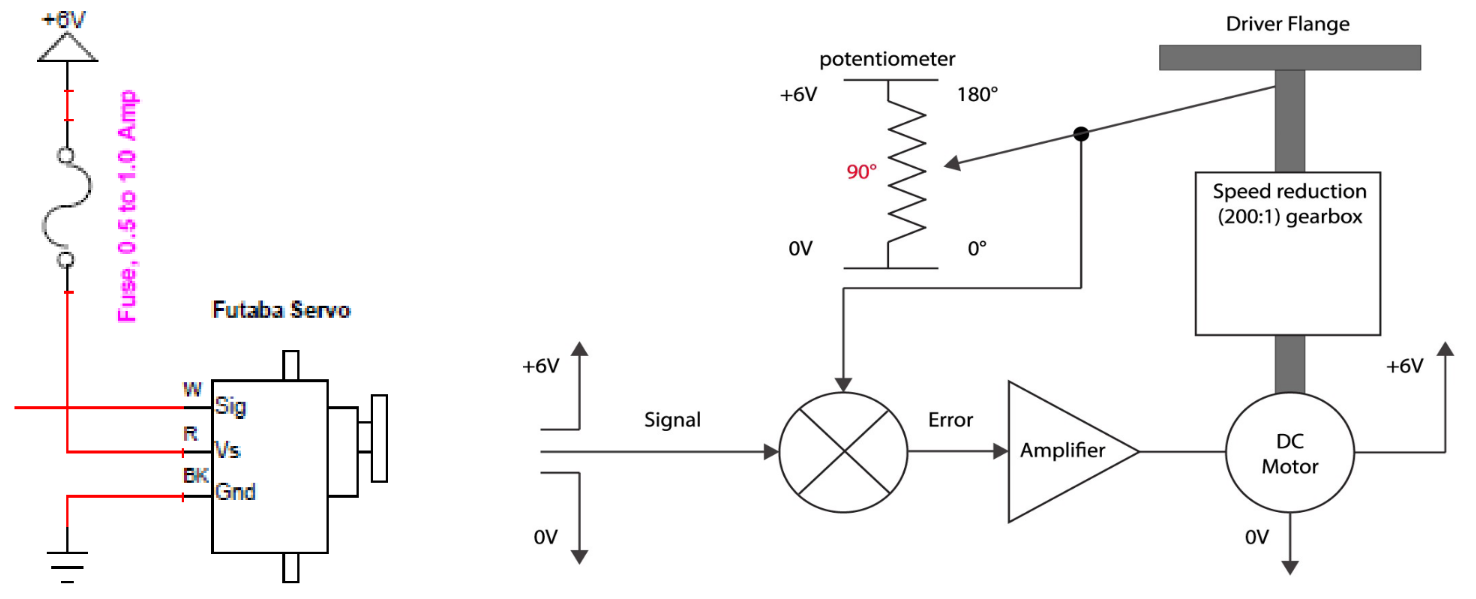 +6V
Fuse, 0.5 to 1.0 Amp
Futaba Servo
W
Sig
R
Vs
BK
Gnd
Driver Flange
potentiometer
+6V
180°
90°
0V
0°
Speed reduction
(200:1) gearbox
+6V
+6V
Signal
Error
Amplifier
DC
Motor
0V
0V